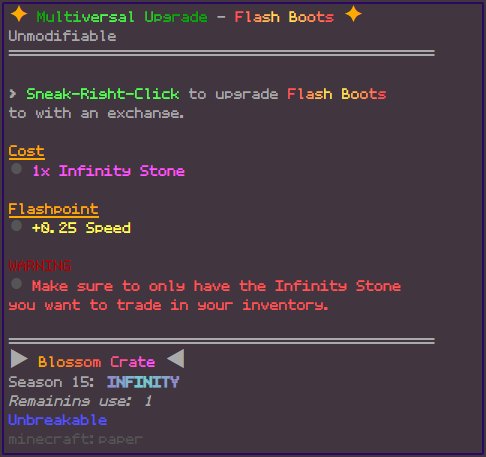 ✦ Multiversal Upgrade - Flash Boots ✦
Unmodifiable
> Sneak-Right-Click to upgrade Flash Boots
to with an exchange.
Cost
● 1x Infinity Stone
Flashpoint
● +0.25 Speed
WARNING
● Make sure to only have the Infinity Stone
you want to trade in your inventory.
▶ Blossom Crate ◀
Season 15: INFINITY
Remaining use: 1
Unbreakable
minecraft:paper